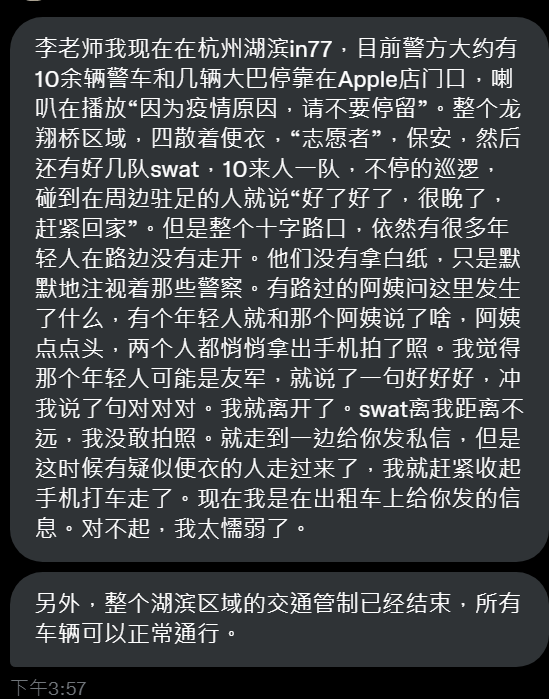 李老师我现在在杭州湖滨in77，目前警方大约有
10余辆警车和几辆大巴停靠在Apple店门口，喇
叭在播放“因为疫情原因，请不要停留”。整个龙
翔桥区域，四散着便衣，“志愿者”，保安，然后
还有好几队swat，10来人一队，不停的巡逻，
碰到在周边驻足的人就说“好了好了，很晚了，
赶紧回家”。但是整个十字路口，依然有很多年
轻人在路边没有走开。他们没有拿白纸，只是默
默地注视着那些警察。有路过的阿姨问这里发生
了什么，有个年轻人就和那个阿姨说了啥，阿姨
点点头，两个人都悄悄拿出手机拍了照。我觉得
那个年轻人可能是友军，就说了一句好好好，冲
我说了句对对对。我就离开了。swat离我距离不
远，我没敢拍照。就走到一边给你发私信，但是
这时候有疑似便衣的人走过来了，我就赶紧收起
手机打车走了。现在我是在出租车上给你发的信
息。对不起，我太懦弱了。
另外，整个湖滨区域的交通管制已经结束，所有
车辆可以正常通行。
下午3:57